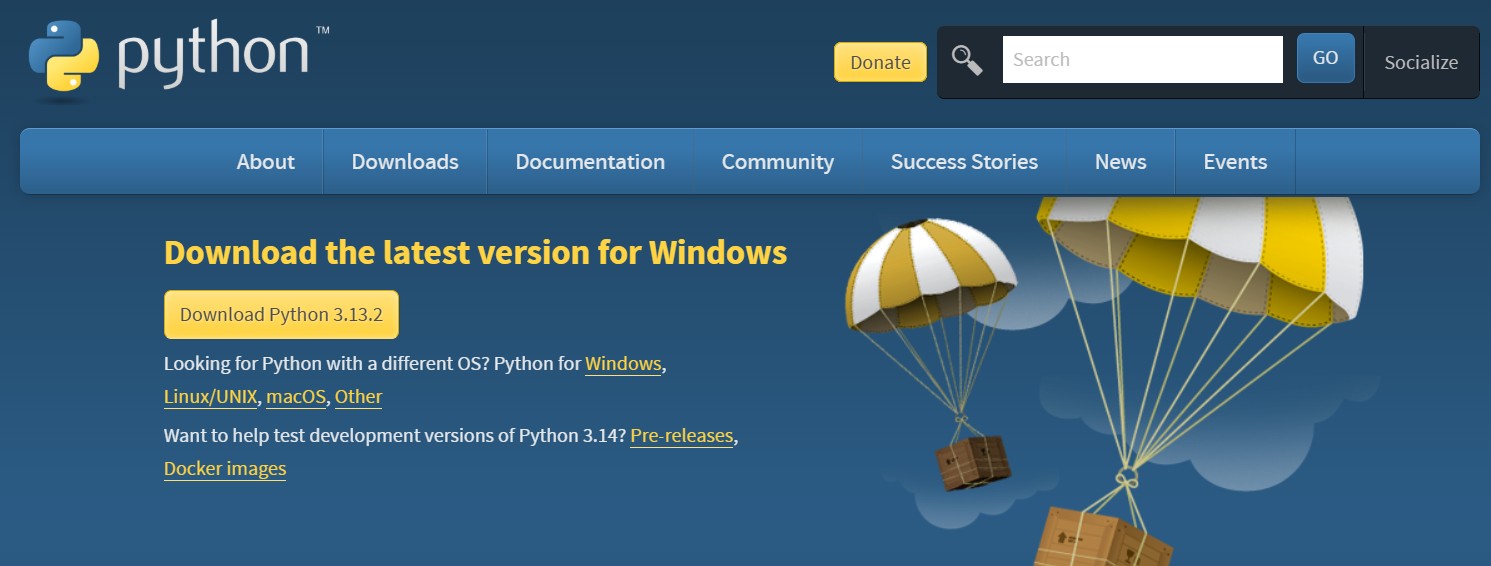 python™
Donate
Search
GO
Socialize
About Downloads Documentation Community Success Stories News Events
Download the latest version for Windows
Download Python 3.13.2
Looking for Python with a different OS? Python for Windows,
Linux/UNIX, macOS, Other
Want to help test development versions of Python 3.14? Pre-releases,
Docker images